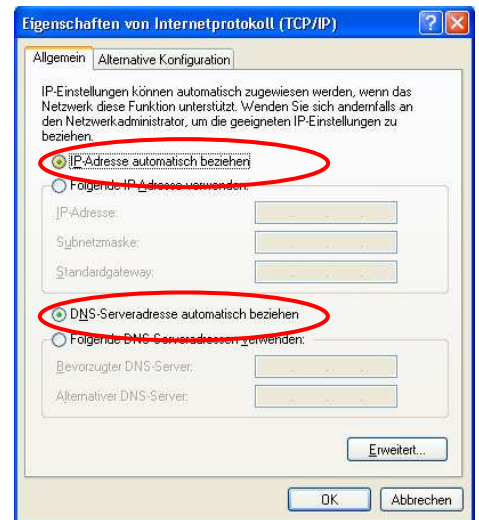 Eigenschaften von Internetprotokoll (TCP/IP)
Allgemein
Alternative Konfiguration
IP-Einstellungen können automatisch zugewiesen werden, wenn das
Netzwerk diese Funktion unterstützt. Wenden Sie sich andernfalls an
den Netzwerkadministrator, um die geeigneten IP-Einstellungen zu
beziehen.
IP-Adresse automatisch beziehen
Folgende IP-Adresse verwenden:
IP-Adresse:
Subnetzmaske:
Standardgateway:
DNS-Serveradresse automatisch beziehen
Folgende DNS-Serveradressen verwenden:
Bevorzugter DNS-Server:
Alternativer DNS-Server:
Erweitert...
OK
Abbrechen